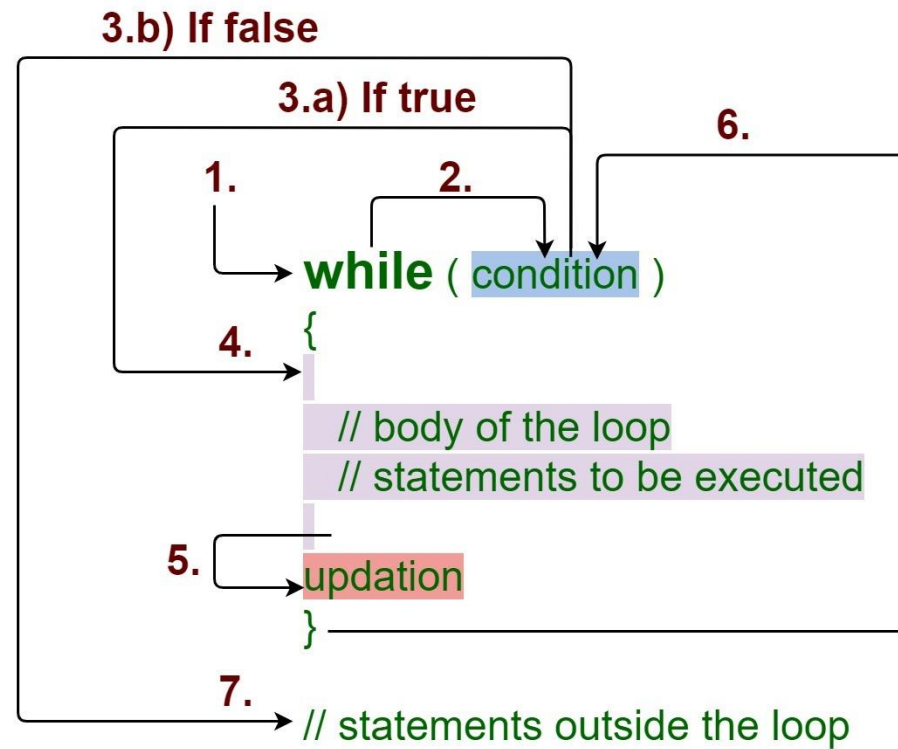 3.b) If false
3.a) If true
6.
1.
2.
while ( condition )
{
4.
// body of the loop
// statements to be executed
5.
updation
}
7.
// statements outside the loop